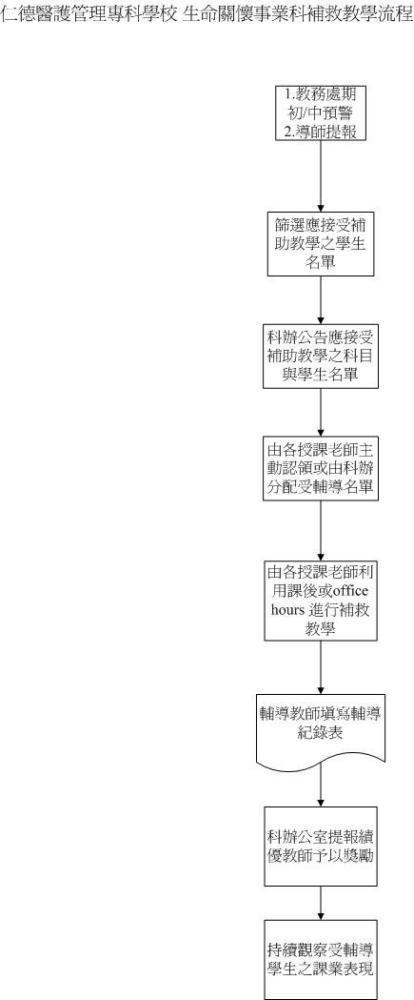 仁德醫護管理專科學校 生命關懷事業科補救教學流程
1.教務處期
初/中預警
2.導師提報
篩選應接受補
助教學之學生
名單
科辦公告應接受
補助教學之科目
與學生名單
由各授課老師主
動認領或由科辦
分配受輔導名單
由各授課老師利
用課後或office
hours 進行補救
教學
輔導教師填寫輔導
紀錄表
科辦公室提報績
優教師予以獎勵
持續觀察受輔導
學生之課業表現